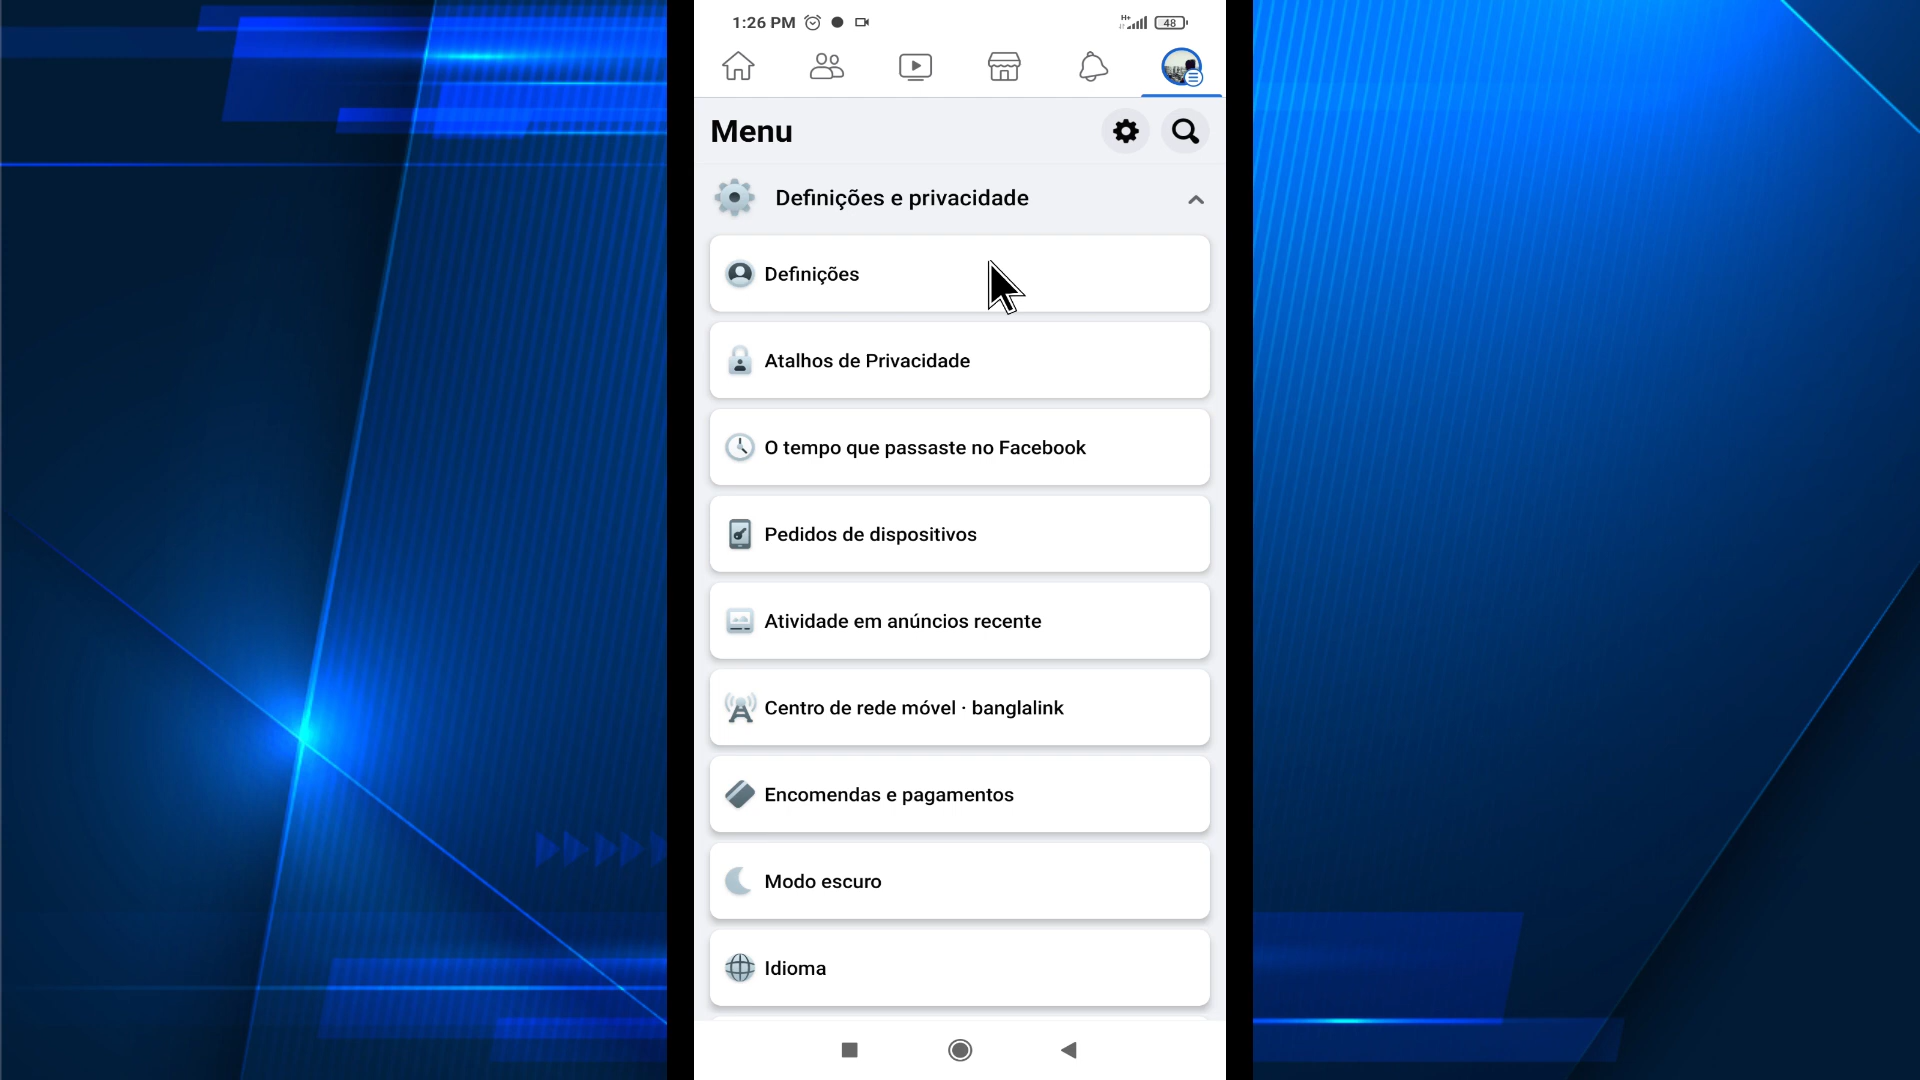 1:26 PM
H+
48
Menu
Definições e privacidade
Definições
Atalhos de Privacidade
O tempo que passaste no Facebook
Pedidos de dispositivos
Atividade em anúncios recente
Centro de rede móvel · banglalink
Encomendas e pagamentos
Modo escuro
Idioma